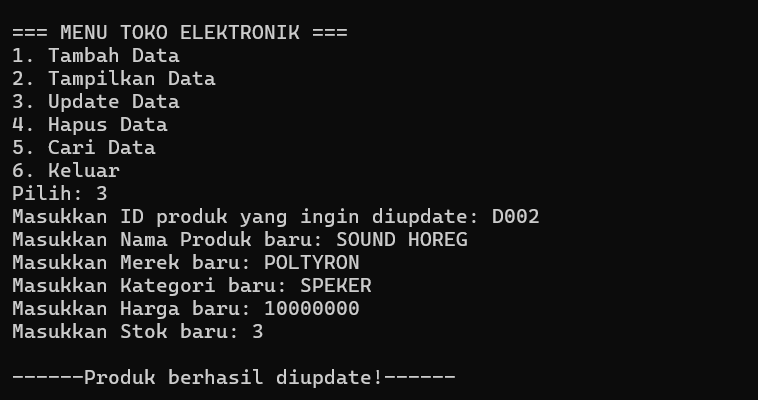 === MENU TOKO ELEKTRONIK ===
1. Tambah Data
2. Tampilkan Data
3. Update Data
4. Hapus Data
5. Cari Data
6. Keluar
Pilih: 3
Masukkan ID produk yang ingin diupdate: D002
Masukkan Nama Produk baru: SOUND HOREG
Masukkan Merek baru: POLTYRON
Masukkan Kategori baru: SPEKER
Masukkan Harga baru: 10000000
Masukkan Stok baru: 3
------Produk berhasil diupdate!------